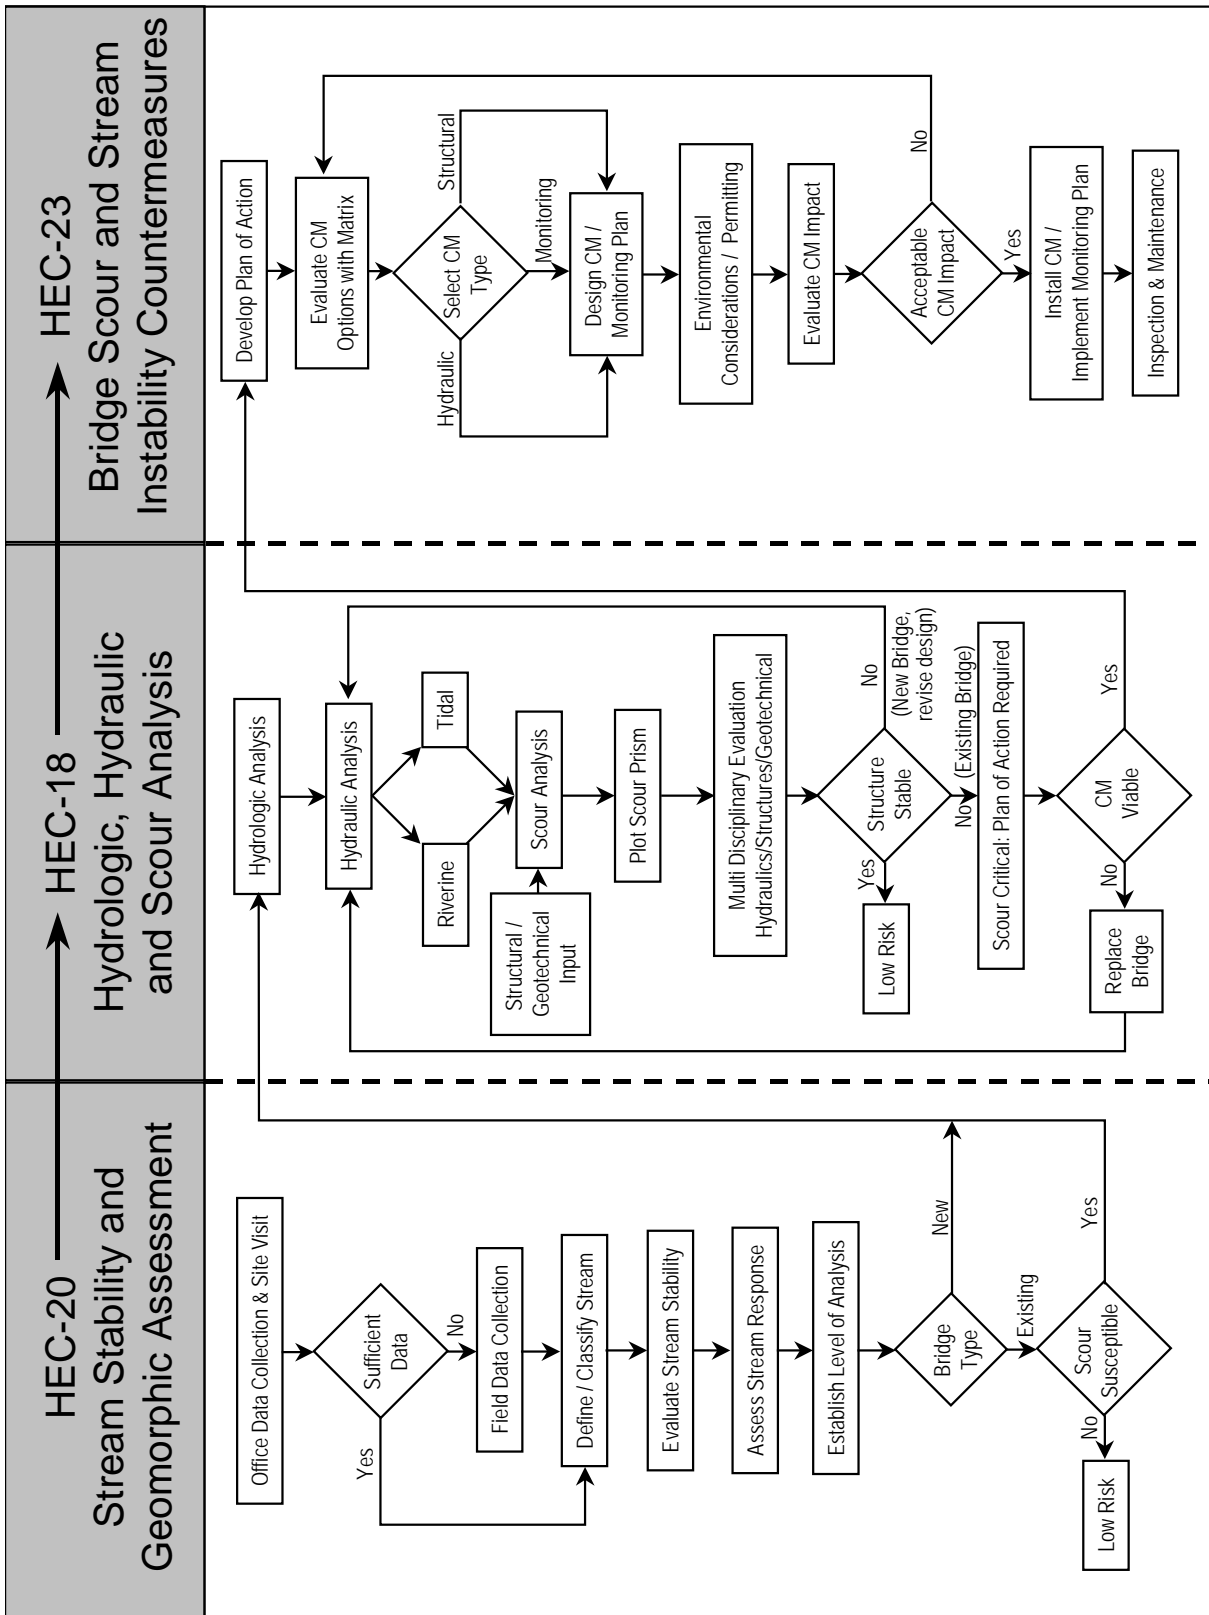 HEC-20
HEC-18
HEC-23
Stream Stability and
Geomorphic Assessment
Hydrologic, Hydraulic
and Scour Analysis
Bridge Scour and Stream
Instability Countermeasures
Office Data Collection & Site Visit
Sufficient
Data
Yes
No
Field Data Collection
Define / Classify Stream
Evaluate Stream Stability
Assess Stream Response
Establish Level of Analysis
Bridge
Type
New
Existing
Scour
Susceptible
No
Yes
Low Risk
Hydrologic Analysis
Hydraulic Analysis
Riverine
Tidal
Structural /
Geotechnical
Input
Scour Analysis
Plot Scour Prism
Multi Disciplinary Evaluation
Hydraulics/Structures/Geotechnical
Structure
Stable
Yes
No
(New Bridge,
revise design)
Low Risk
No (Existing Bridge)
Scour Critical: Plan of Action Required
CM
Viable
No
Yes
Replace
Bridge
Develop Plan of Action
Evaluate CM
Options with Matrix
Select CM
Type
Hydraulic
Monitoring
Structural
Design CM /
Monitoring Plan
Environmental
Considerations / Permitting
Evaluate CM Impact
Acceptable
CM Impact
No
Yes
Install CM /
Implement Monitoring Plan
Inspection & Maintenance